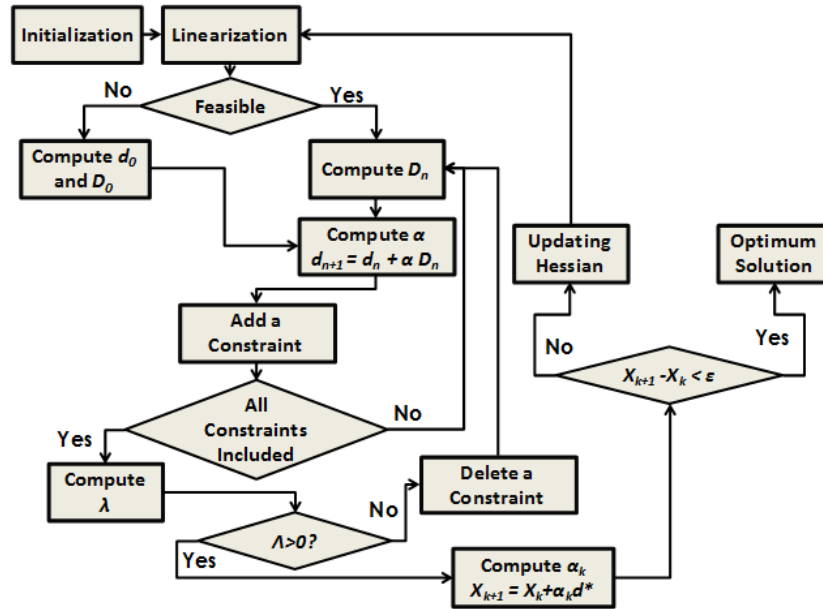 Initialization
Linearization
Feasible
No
Yes
Compute d₀
and D₀
Compute Dₙ
Compute α
dₙ₊₁ = dₙ + α Dₙ
Add a
Constraint
All
Constraints
Included
No
Yes
Compute
λ
Λ>0?
No
Delete a
Constraint
Yes
Compute αₖ
Xₖ₊₁ = Xₖ+αₖd*
Xₖ₊₁ -Xₖ < ε
No
Yes
Updating
Hessian
Optimum
Solution